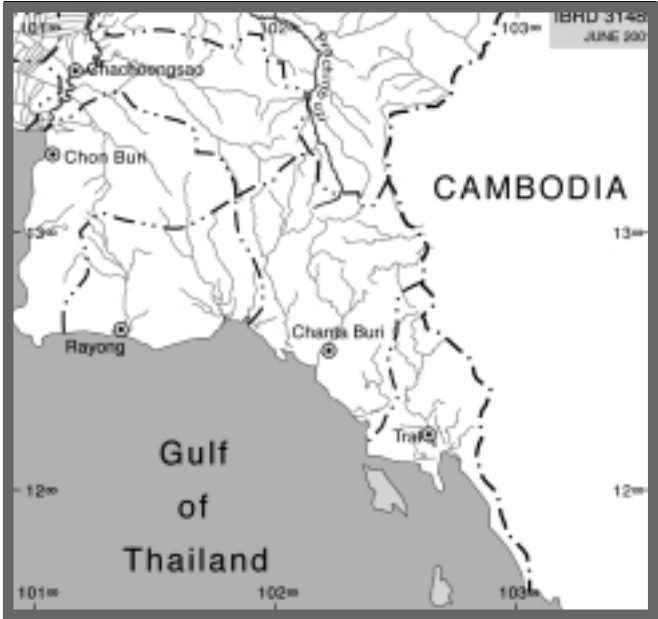 101°° 102°° 103°° IBRD 3148
JUNE 200
Chachoengsao
Chon Buri
CAMBODIA
13°° 13°°
Chanta Buri
Rayong
Trat
Gulf
of
Thailand
12°° 12°°
101°° 102°° 103°°